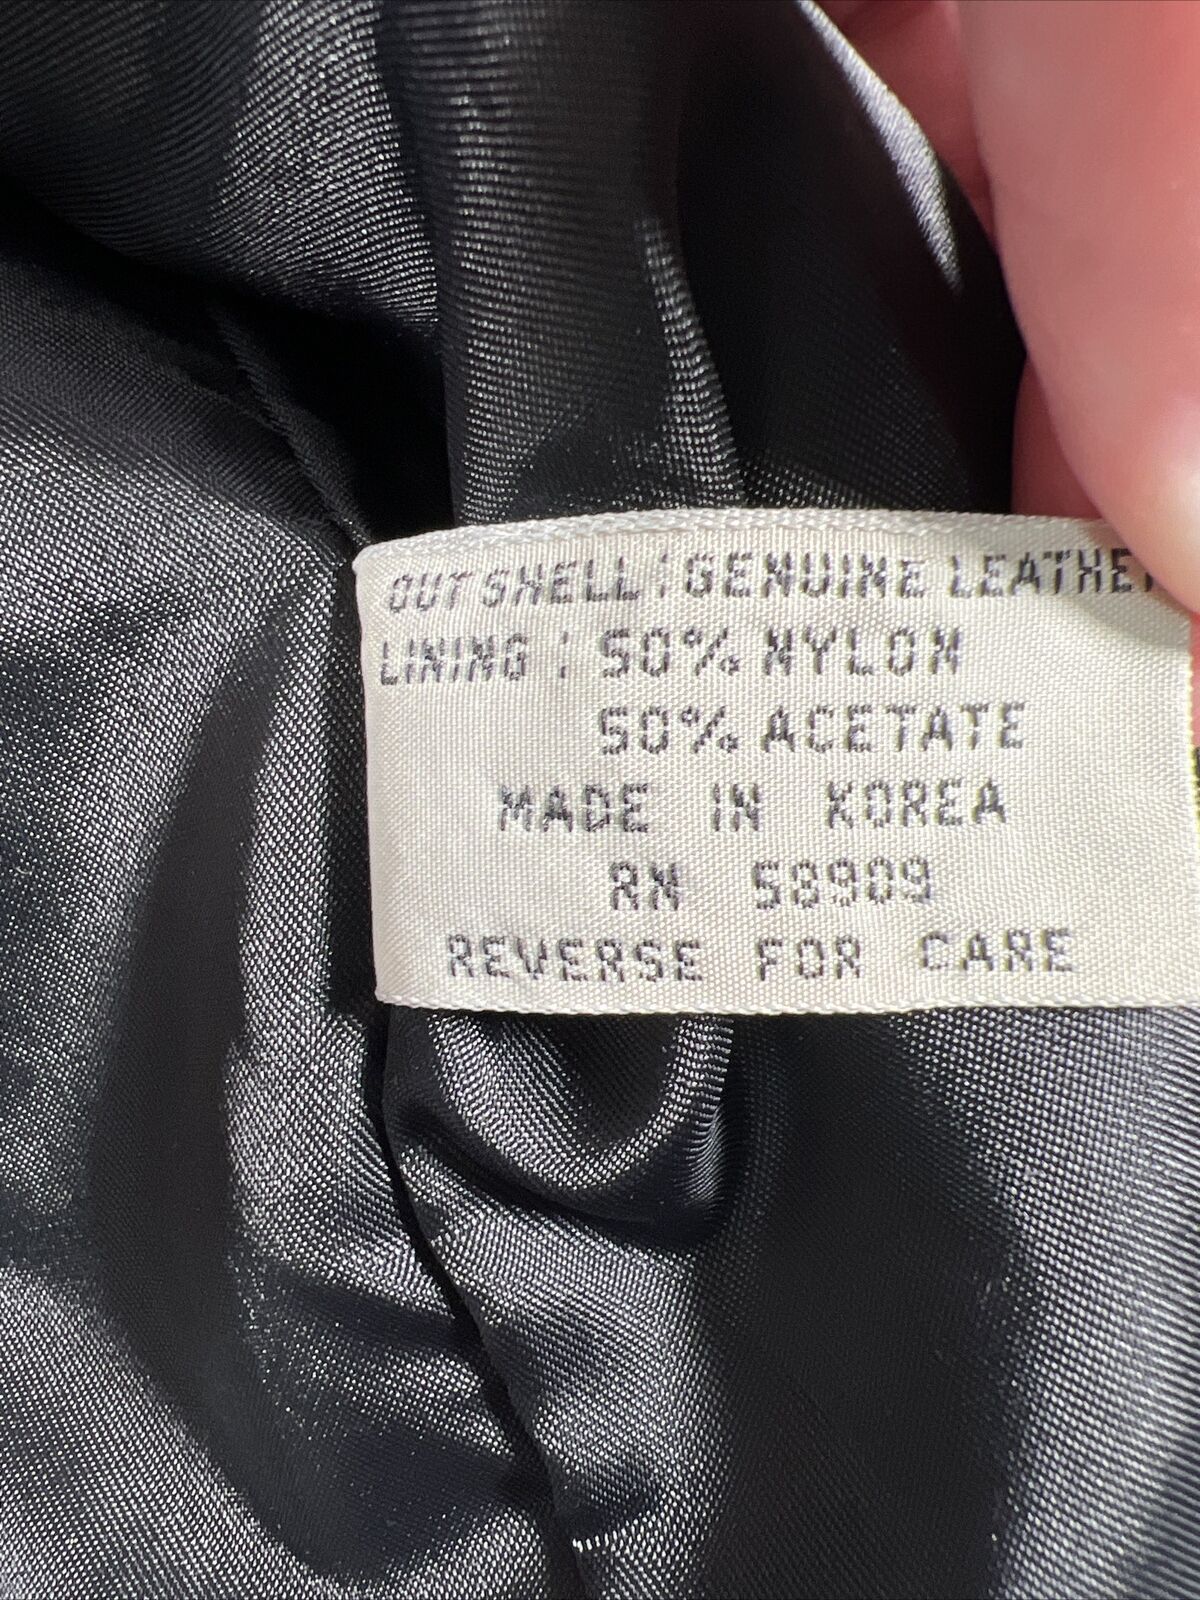 OUT SHELL : GENUINE LEATHER
LINING : 50% NYLON
50% ACETATE
MADE IN KOREA
RN 58909
REVERSE FOR CARE